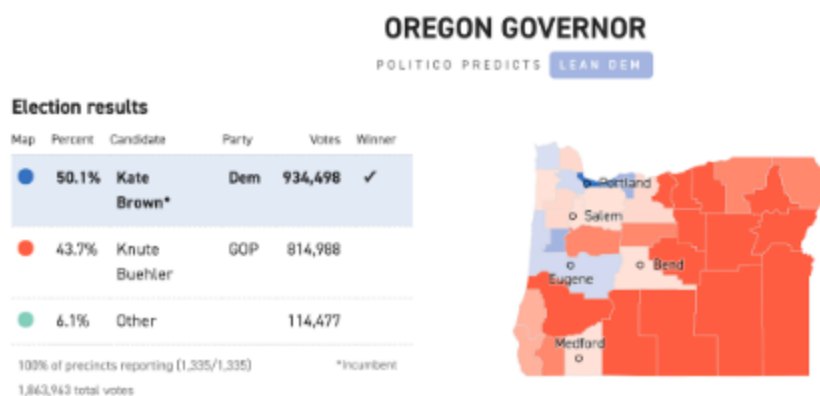 OREGON GOVERNOR
POLITICO PREDICTS LEAN DEM
Election results
Map Percent Candidate Party Votes Winner
50.1% Kate Brown* Dem 934,498 ✓
43.7% Knute Buehler GOP 814,988
6.1% Other 114,477
100% of precincts reporting (1,335/1,335) *Incumbent
1,863,963 total votes
Portland
Salem
Bend
Eugene
Medford